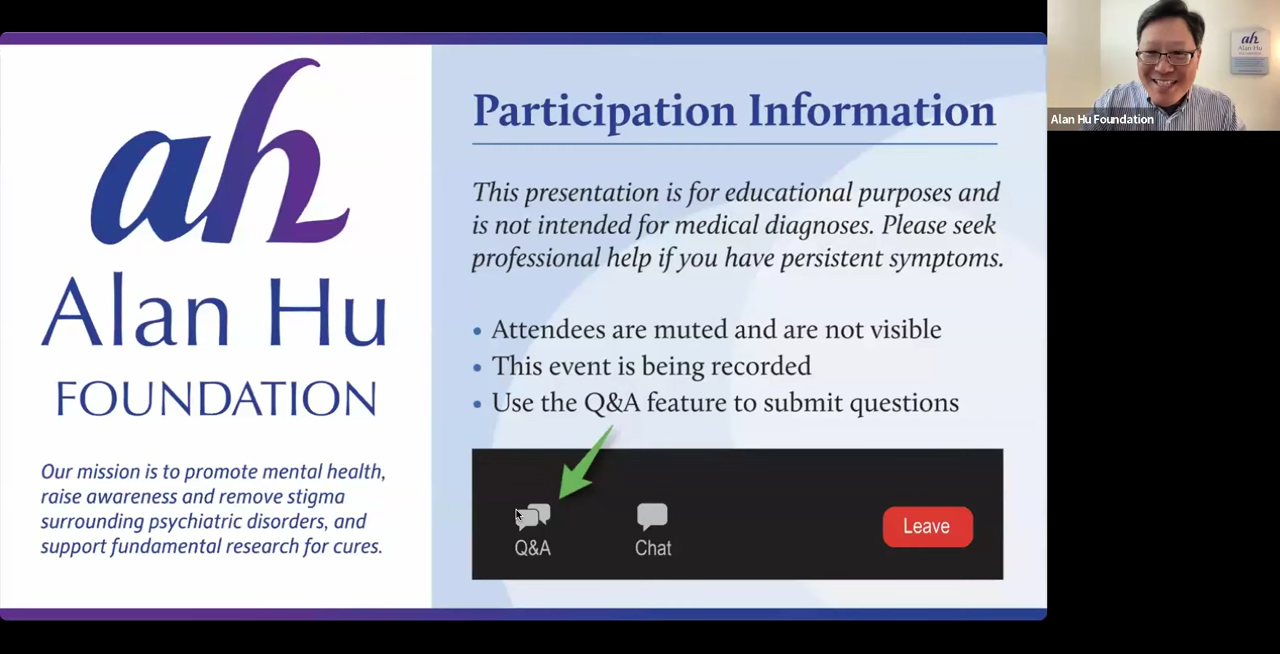 ah
Alan Hu
FOUNDATION
Our mission is to promote mental health,
raise awareness and remove stigma
surrounding psychiatric disorders, and
support fundamental research for cures.
Participation Information
This presentation is for educational purposes and
is not intended for medical diagnoses. Please seek
professional help if you have persistent symptoms.
• Attendees are muted and are not visible
• This event is being recorded
• Use the Q&A feature to submit questions
Q&A
Chat
Leave
ah
Alan Hu
Alan Hu Foundation